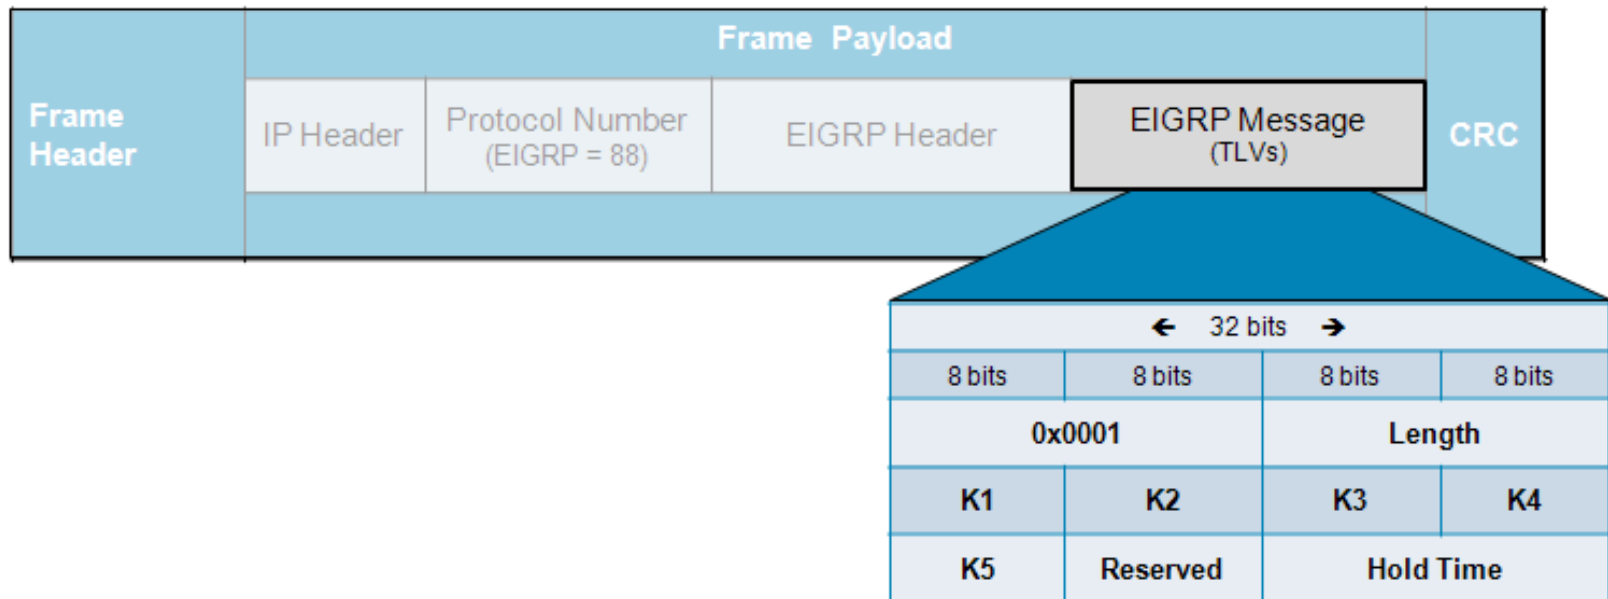 Frame Payload
Frame
Header
IP Header
Protocol Number
(EIGRP = 88)
EIGRP Header
EIGRP Message
(TLVs)
CRC
← 32 bits →
8 bits 8 bits 8 bits 8 bits
0x0001 Length
K1 K2 K3 K4
K5 Reserved Hold Time